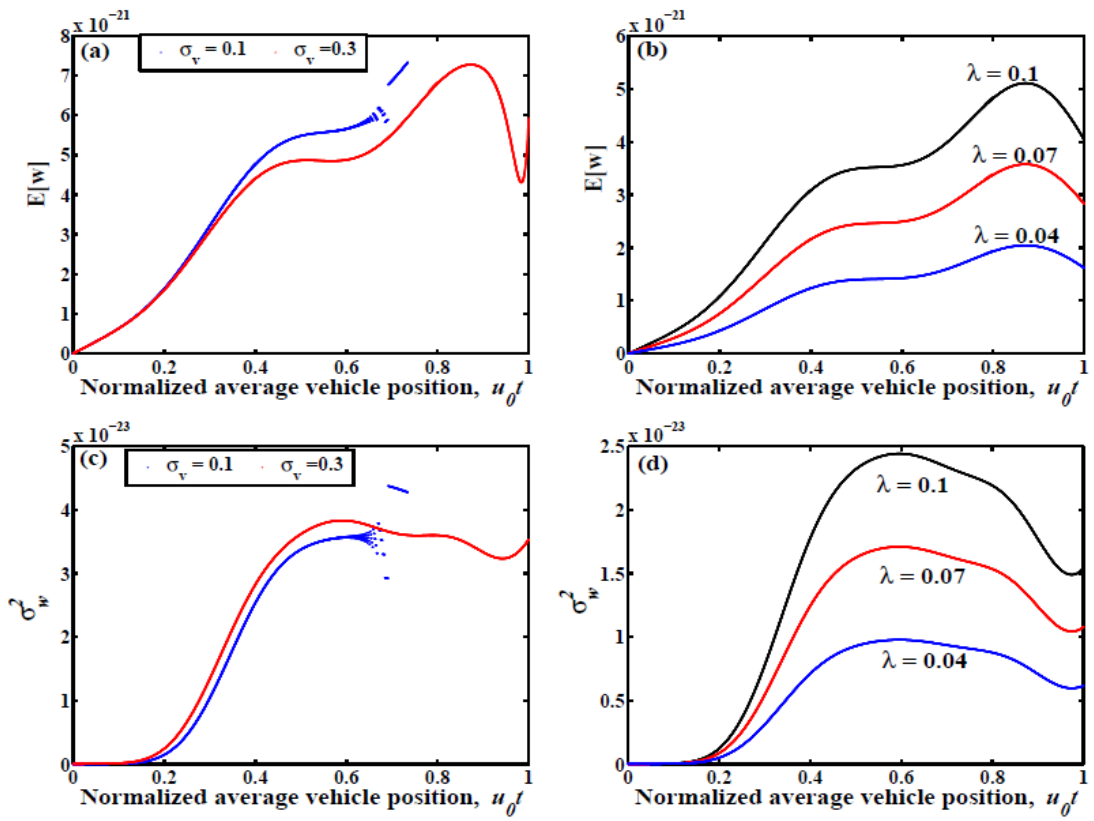 x 10⁻²¹
(a)
σᵥ = 0.1 σᵥ =0.3
8
7
6
5
4
3
2
1
0
E[w]
0 0.2 0.4 0.6 0.8 1
Normalized average vehicle position, u₀t
x 10⁻²¹
(b)
6
5
4
3
2
1
0
E[w]
λ = 0.1
λ = 0.07
λ = 0.04
0 0.2 0.4 0.6 0.8 1
Normalized average vehicle position, u₀t
x 10⁻²³
(c)
σᵥ = 0.1 σᵥ =0.3
5
4
3
2
1
0
σ²_w
0 0.2 0.4 0.6 0.8 1
Normalized average vehicle position, u₀t
x 10⁻²³
(d)
2.5
2
1.5
1
0.5
0
σ²_w
λ = 0.1
λ = 0.07
λ = 0.04
0 0.2 0.4 0.6 0.8 1
Normalized average vehicle position, u₀t